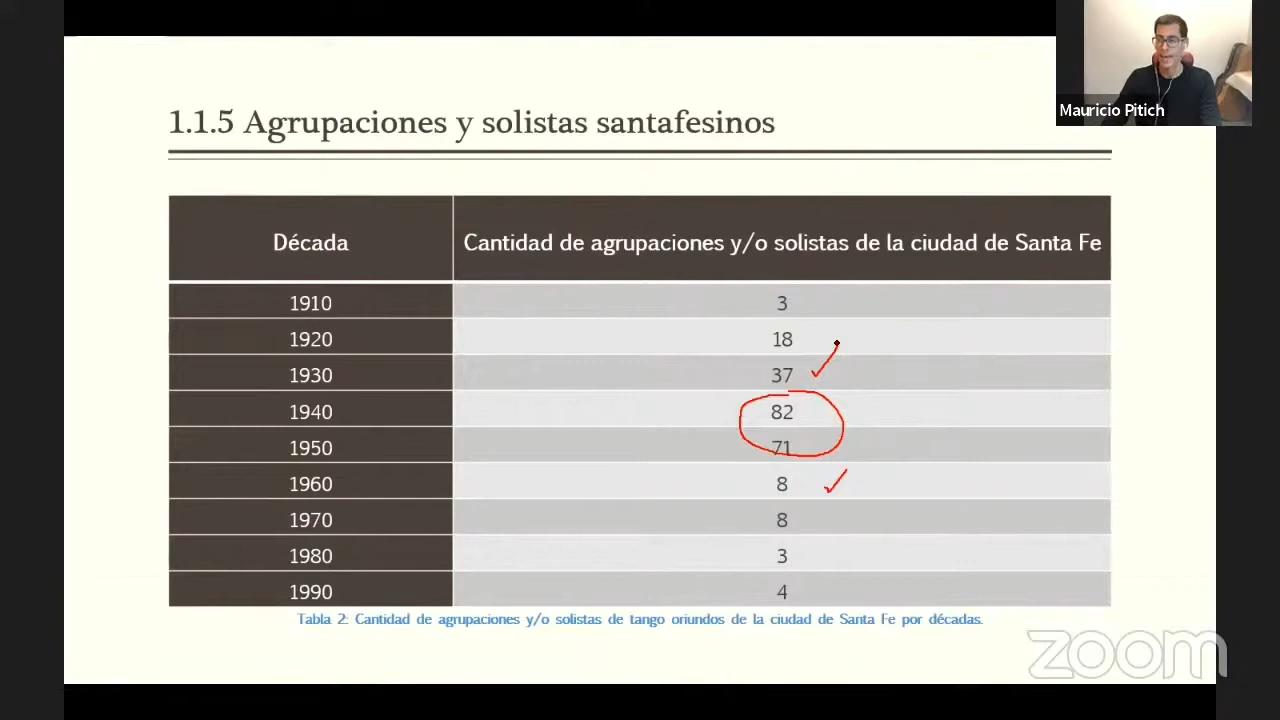 Mauricio Pitich
1.1.5 Agrupaciones y solistas santafesinos
Década Cantidad de agrupaciones y/o solistas de la ciudad de Santa Fe
1910 3
1920 18
1930 37
1940 82
1950 71
1960 8
1970 8
1980 3
1990 4
Tabla 2: Cantidad de agrupaciones y/o solistas de tango oriundos de la ciudad de Santa Fe por décadas.
zoom